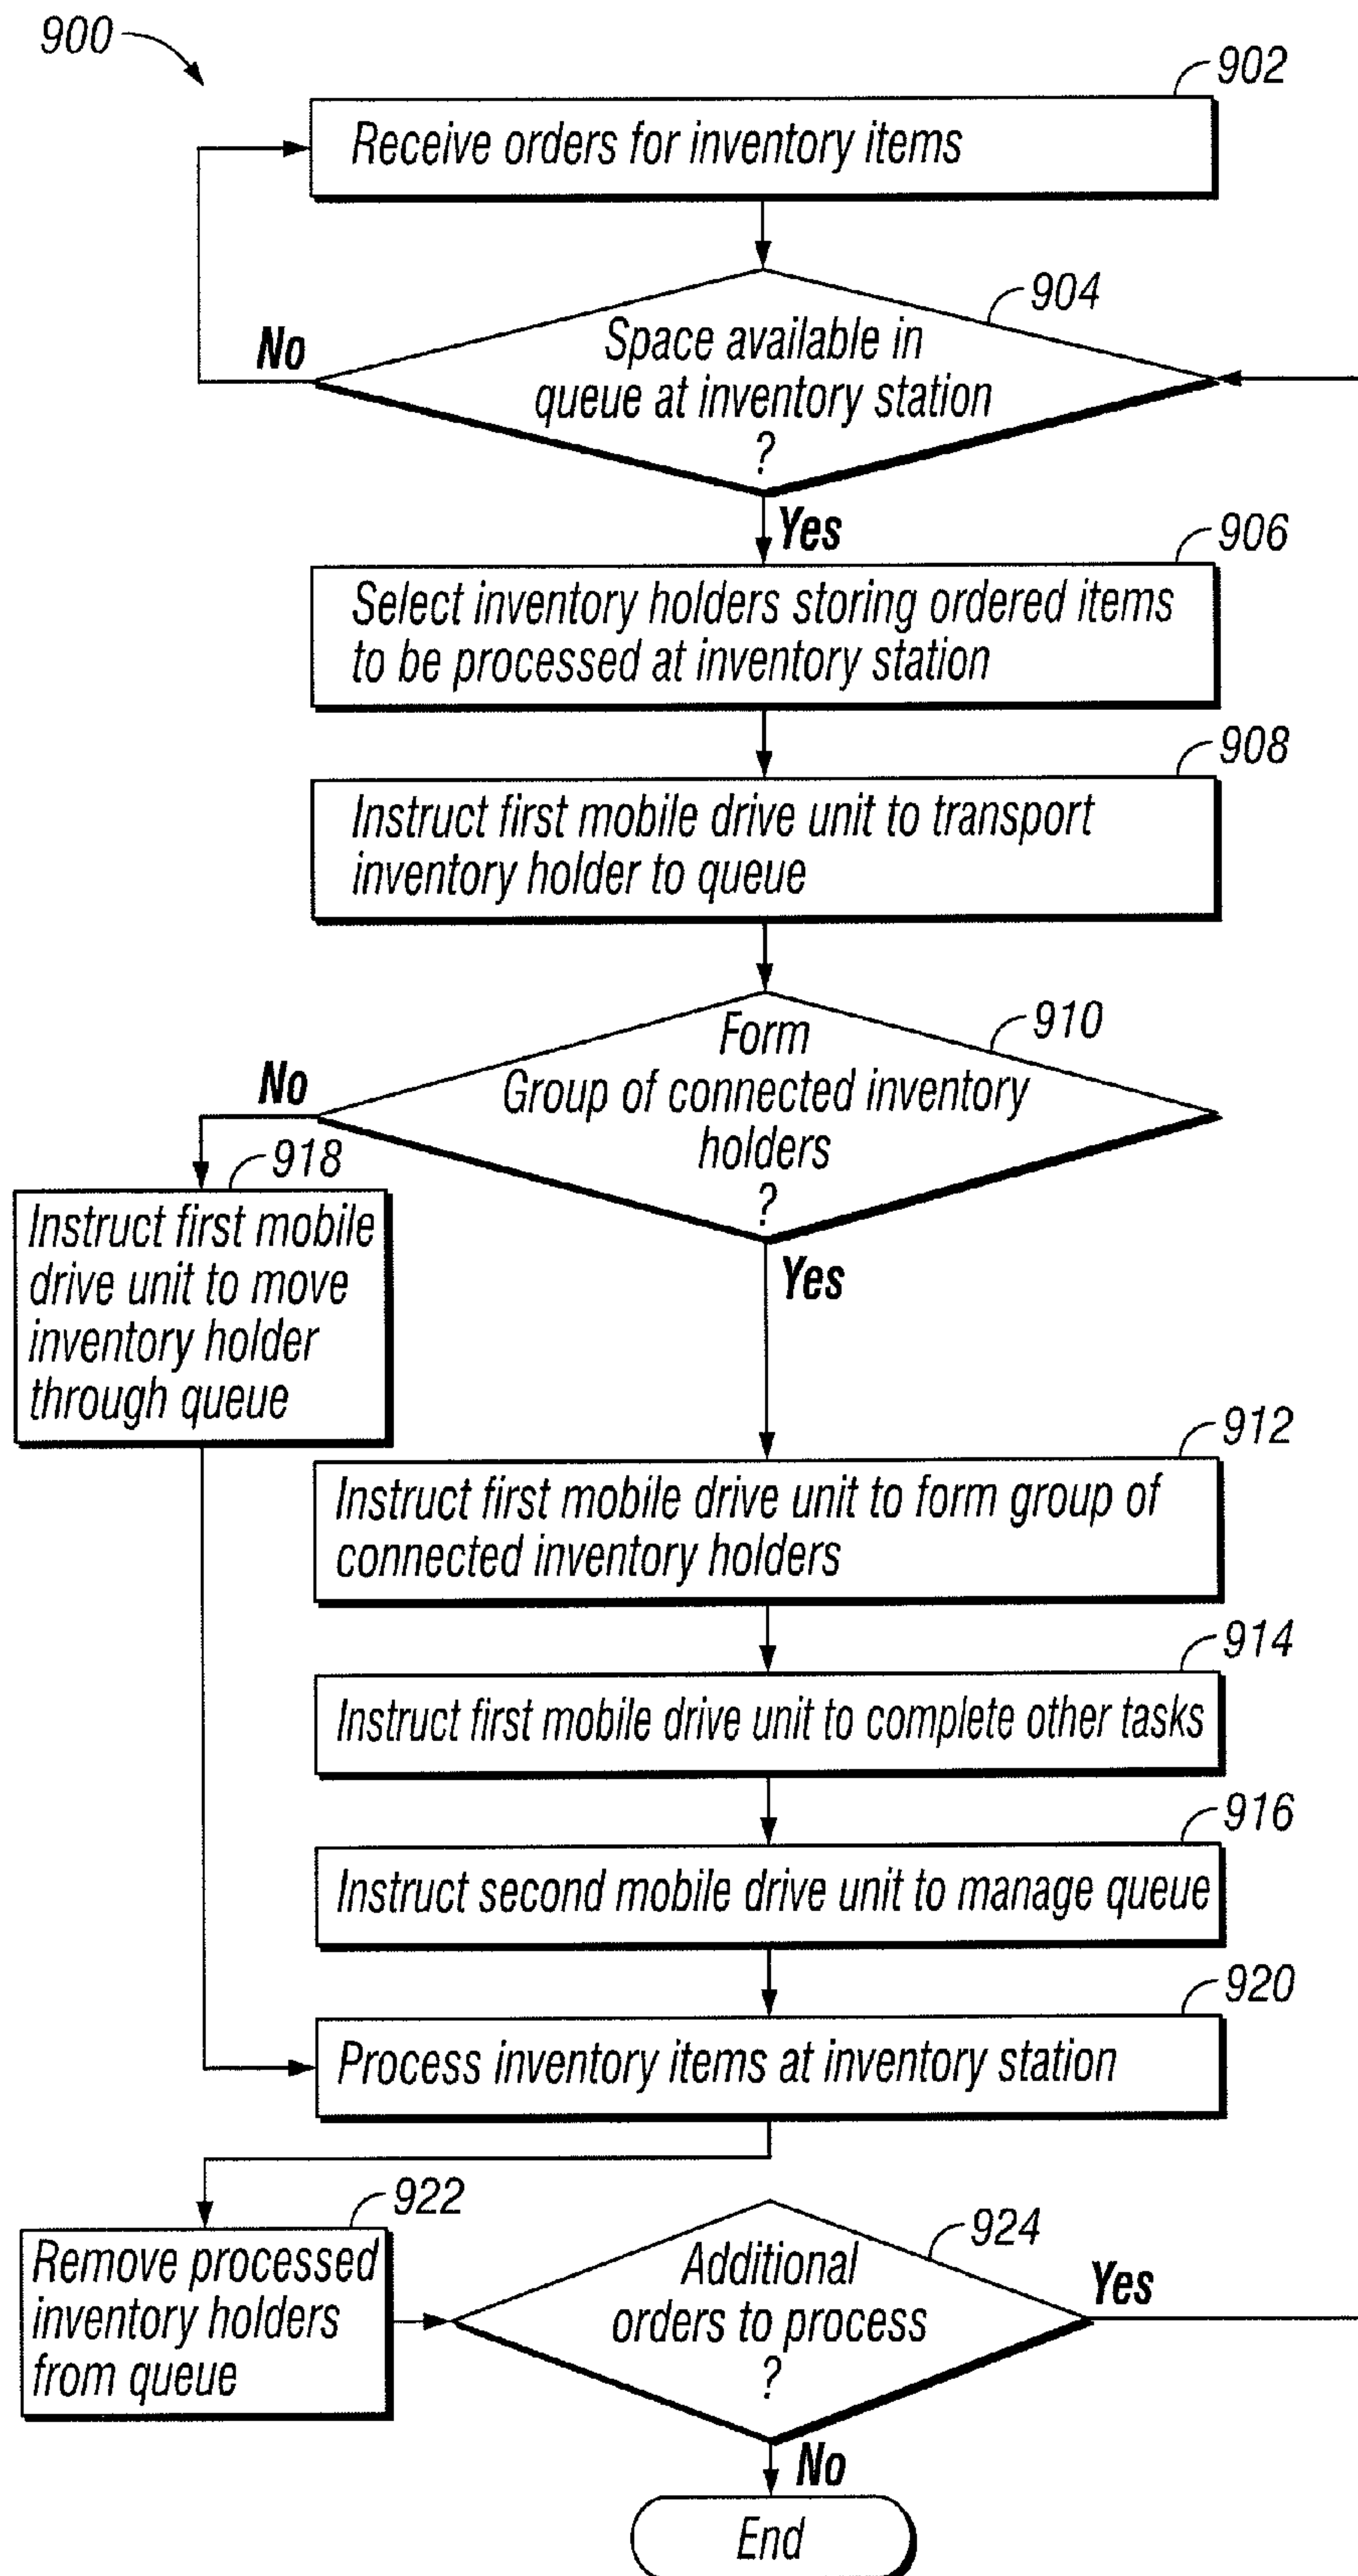 900
902
Receive orders for inventory items
904
No
Space available in
queue at inventory station
?
Yes
906
Select inventory holders storing ordered items
to be processed at inventory station
908
Instruct first mobile drive unit to transport
inventory holder to queue
910
Form
Group of connected inventory
holders
?
No
Yes
918
Instruct first mobile
drive unit to move
inventory holder
through queue
912
Instruct first mobile drive unit to form group of
connected inventory holders
914
Instruct first mobile drive unit to complete other tasks
916
Instruct second mobile drive unit to manage queue
920
Process inventory items at inventory station
922
Remove processed
inventory holders
from queue
924
Additional
orders to process
?
Yes
No
End